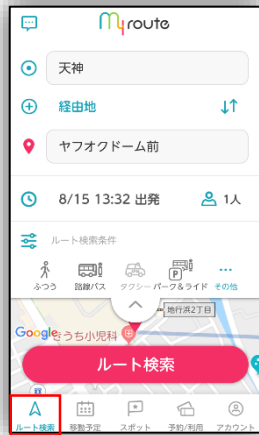 My route
天神
経由地
ヤフオクドーム前
8/15 13:32 出発 1人
ルート検索条件
ふつう 路線バス タクシー パーク&ライド その他
P
地行浜2丁目
Google きうち小児科
ルート検索
ルート検索 移動予定 スポット 予約/利用 アカウント